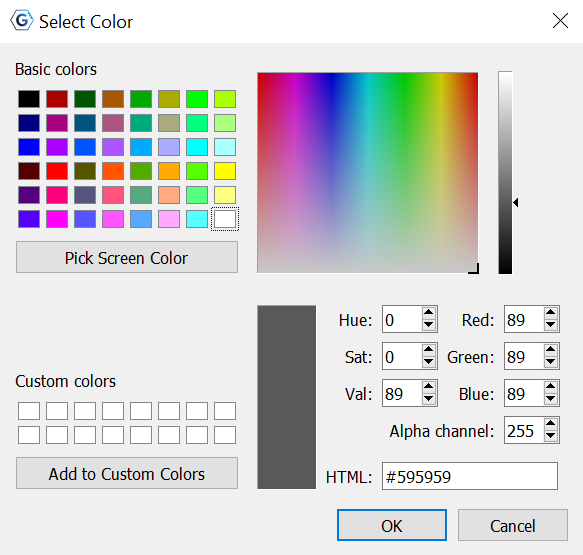 Select Color
Basic colors
Pick Screen Color
Hue: 0 Red: 89
Sat: 0 Green: 89
Val: 89 Blue: 89
Alpha channel: 255
Custom colors
Add to Custom Colors
HTML: #595959
OK Cancel